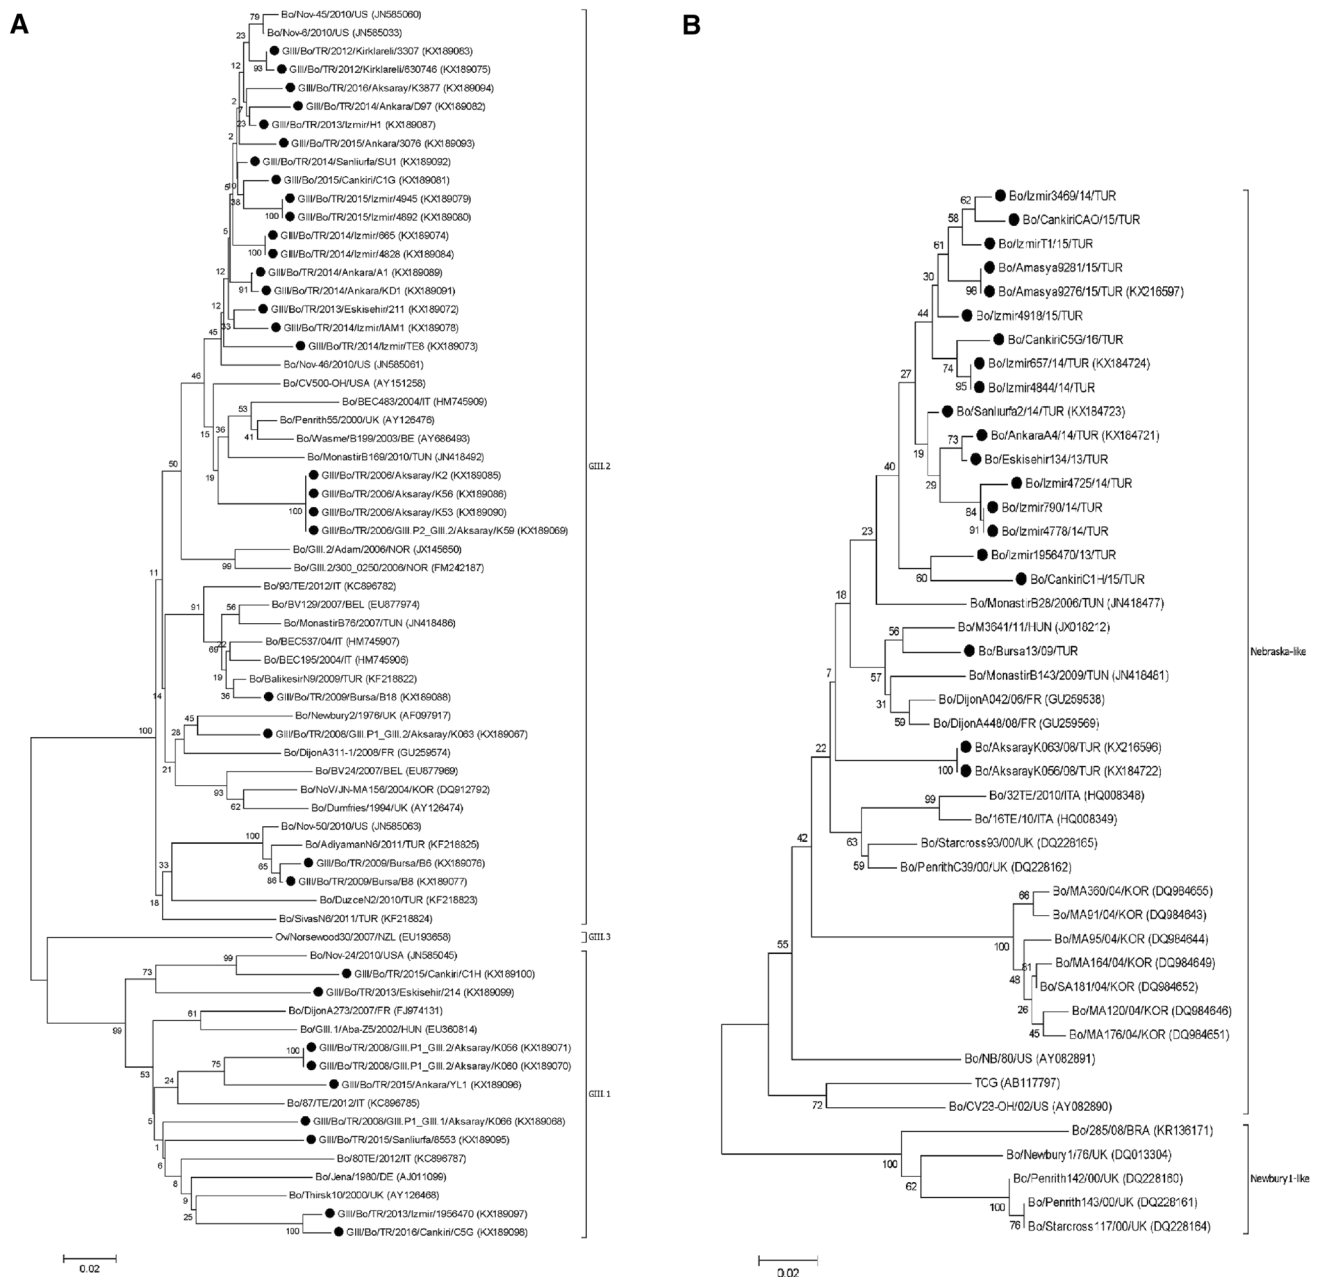 A
79
Bo/Nov-45/2010/US (JN585060)
Bo/Nov-6/2010/US (JN585033)
23
GIII/Bo/TR/2012/Kirklareli/3307 (KX189083)
12
93
GIII/Bo/TR/2012/Kirklareli/630746 (KX189075)
GIII/Bo/TR/2016/Aksaray/K3877 (KX189094)
2
7
GIII/Bo/TR/2014/Ankara/D97 (KX189082)
23
GIII/Bo/TR/2013/Izmir/H1 (KX189087)
2
GIII/Bo/TR/2015/Ankara/3076 (KX189093)
GIII/Bo/TR/2014/Sanliurfa/SU1 (KX189092)
GIII/Bo/2015/Cankiri/C1G (KX189081)
38
GIII/Bo/TR/2015/Izmir/4945 (KX189079)
100
GIII/Bo/TR/2015/Izmir/4892 (KX189080)
5
GIII/Bo/TR/2014/Izmir/665 (KX189074)
100
GIII/Bo/TR/2014/Izmir/4828 (KX189084)
12
GIII/Bo/TR/2014/Ankara/A1 (KX189089)
91
GIII/Bo/TR/2014/Ankara/KD1 (KX189091)
12
GIII/Bo/TR/2013/Eskisehir/211 (KX189072)
33
GIII/Bo/TR/2014/Izmir/IAM1 (KX189078)
45
GIII/Bo/TR/2014/Izmir/TE8 (KX189073)
Bo/Nov-46/2010/US (JN585061)
46
Bo/CV500-OH/USA (AY151258)
53
Bo/BEC483/2004/IT (HM745909)
Bo/Penrith55/2000/UK (AY126476)
15
36
41
Bo/Wasme/B199/2003/BE (AY686493)
Bo/MonastirB169/2010/TUN (JN418492)
50
GIII.2
19
GIII/Bo/TR/2006/Aksaray/K2 (KX189085)
GIII/Bo/TR/2006/Aksaray/K56 (KX189086)
100
GIII/Bo/TR/2006/Aksaray/K53 (KX189090)
GIII/Bo/TR/2006/GIII.P2_GIII.2/Aksaray/K59 (KX189069)
Bo/GIII.2/Adam/2006/NOR (JX145650)
99
Bo/GIII.2/300_0250/2006/NOR (FM242187)
11
Bo/93/TE/2012/IT (KC896782)
91
56
Bo/BV129/2007/BEL (EU877974)
Bo/MonastirB76/2007/TUN (JN418486)
69
Bo/BEC537/04/IT (HM745907)
Bo/BEC195/2004/IT (HM745906)
19
Bo/BalikesirN9/2009/TUR (KF218822)
14
36
GIII/Bo/TR/2009/Bursa/B18 (KX189088)
45
Bo/Newbury2/1976/UK (AF097917)
100
28
GIII/Bo/TR/2008/GIII.P1_GIII.2/Aksaray/K063 (KX189067)
Bo/DijonA311-1/2008/FR (GU259574)
21
Bo/BV24/2007/BEL (EU877969)
93
Bo/NoV/JN-MA156/2004/KOR (DQ912792)
62
Bo/Dumfries/1994/UK (AY126474)
Bo/Nov-50/2010/US (JN585063)
100
Bo/AdiyamanN6/2011/TUR (KF218825)
33
65
GIII/Bo/TR/2009/Bursa/B6 (KX189076)
86
GIII/Bo/TR/2009/Bursa/B8 (KX189077)
18
Bo/DuzceN2/2010/TUR (KF218823)
Bo/SivasN6/2011/TUR (KF218824)
Ov/Norsewood30/2007/NZL (EU193658)
GIII.3
99
Bo/Nov-24/2010/USA (JN585045)
73
GIII/Bo/TR/2015/Cankiri/C1H (KX189100)
GIII/Bo/TR/2013/Eskisehir/214 (KX189099)
61
Bo/DijonA273/2007/FR (FJ974131)
99
Bo/GIII.1/Aba-Z5/2002/HUN (EU360814)
100
GIII/Bo/TR/2008/GIII.P1_GIII.2/Aksaray/K056 (KX189071)
75
GIII/Bo/TR/2008/GIII.P1_GIII.2/Aksaray/K060 (KX189070)
53
24
GIII/Bo/TR/2015/Ankara/YL1 (KX189096)
GIII.1
Bo/87/TE/2012/IT (KC896785)
5
GIII/Bo/TR/2008/GIII.P1_GIII.1/Aksaray/K066 (KX189068)
1
GIII/Bo/TR/2015/Sanliurfa/8553 (KX189095)
6
Bo/80TE/2012/IT (KC896787)
8
Bo/Jena/1980/DE (AJ011099)
9
Bo/Thirsk10/2000/UK (AY126468)
25
GIII/Bo/TR/2013/Izmir/1956470 (KX189097)
100
GIII/Bo/TR/2016/Cankiri/C5G (KX189098)
0.02
B
62
Bo/Izmir3469/14/TUR
58
Bo/CankiriCAO/15/TUR
61
Bo/IzmirT1/15/TUR
30
Bo/Amasya9281/15/TUR
98
Bo/Amasya9276/15/TUR (KX216597)
44
Bo/Izmir4918/15/TUR
Bo/CankiriC5G/16/TUR
74
Bo/Izmir657/14/TUR (KX184724)
27
95
Bo/Izmir4844/14/TUR
Bo/Sanlıurfa2/14/TUR (KX184723)
73
Bo/AnkaraA4/14/TUR (KX184721)
19
Bo/Eskisehir134/13/TUR
40
29
Bo/Izmir4725/14/TUR
84
Bo/Izmir790/14/TUR
91
Bo/Izmir4778/14/TUR
23
Bo/Izmir1956470/13/TUR
60
Bo/CankiriC1H/15/TUR
18
Bo/MonastirB28/2006/TUN (JN418477)
56
Bo/M3641/11/HUN (JX018212)
Bo/Bursa13/09/TUR
Nebraska-like
7
57
Bo/MonastirB143/2009/TUN (JN418481)
31
Bo/DijonA042/06/FR (GU259538)
59
Bo/DijonA448/08/FR (GU259569)
22
Bo/AksarayK063/08/TUR (KX216596)
100
Bo/AksarayK056/08/TUR (KX184722)
99
Bo/32TE/2010/ITA (HQ008348)
Bo/16TE/10/ITA (HQ008349)
42
63
Bo/Starcross93/00/UK (DQ228165)
59
Bo/PenrithC39/00/UK (DQ228162)
66
Bo/MA360/04/KOR (DQ984655)
Bo/MA91/04/KOR (DQ984643)
100
Bo/MA95/04/KOR (DQ984644)
55
81
Bo/MA164/04/KOR (DQ984649)
48
Bo/SA181/04/KOR (DQ984652)
26
Bo/MA120/04/KOR (DQ984646)
45
Bo/MA176/04/KOR (DQ984651)
Bo/NB/80/US (AY082891)
TCG (AB117797)
72
Bo/CV23-OH/02/US (AY082890)
Bo/285/08/BRA (KR136171)
100
Bo/Newbury1/76/UK (DQ013304)
62
Bo/Penrith142/00/UK (DQ228160)
Newbury1-like
100
Bo/Penrith143/00/UK (DQ228161)
76
Bo/Starcross117/00/UK (DQ228164)
0.02